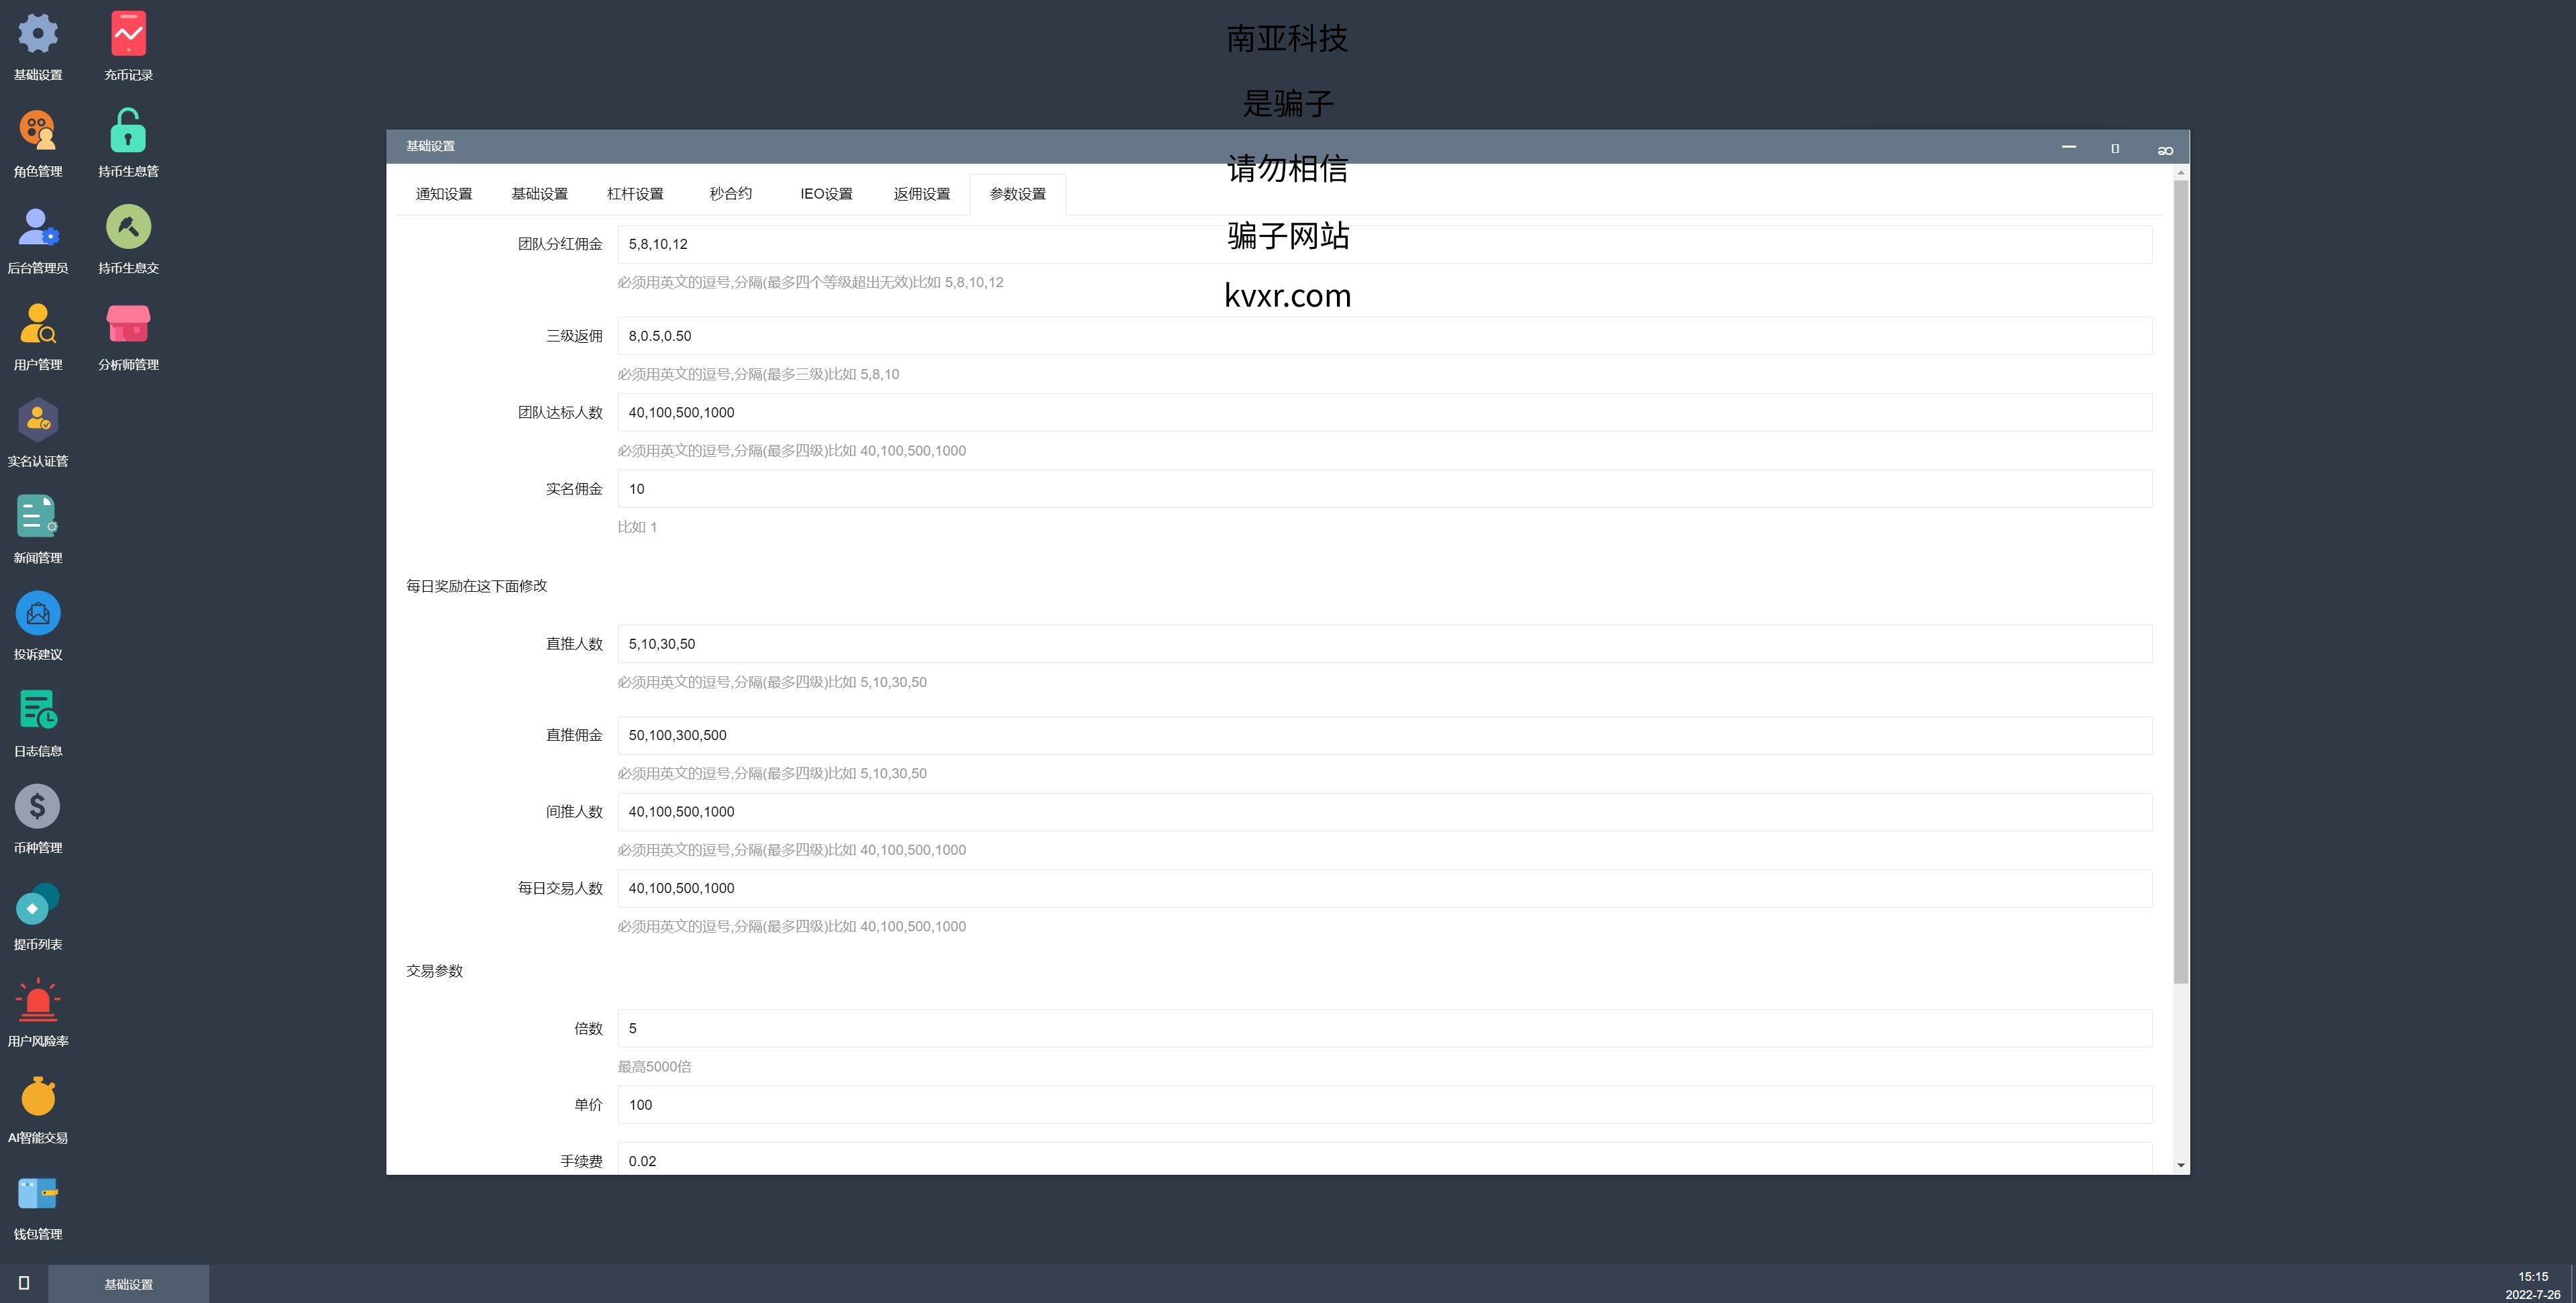 基础设置
充币记录
角色管理
持币生息管
后台管理员
持币生息交
用户管理
分析师管理
实名认证管
新闻管理
投诉建议
日志信息
币种管理
提币列表
用户风险率
AI智能交易
钱包管理
南亚科技
是骗子
请勿相信
骗子网站
kvxr.com
基础设置
通知设置 基础设置 杠杆设置 秒合约 IEO设置 返佣设置 参数设置
团队分红佣金 5,8,10,12
必须用英文的逗号,分隔(最多四个等级超出无效)比如 5,8,10,12
三级返佣 8,0.5,0.50
必须用英文的逗号,分隔(最多三级)比如 5,8,10
团队达标人数 40,100,500,1000
必须用英文的逗号,分隔(最多四级)比如 40,100,500,1000
实名佣金 10
比如 1
每日奖励在这下面修改
直推人数 5,10,30,50
必须用英文的逗号,分隔(最多四级)比如 5,10,30,50
直推佣金 50,100,300,500
必须用英文的逗号,分隔(最多四级)比如 5,10,30,50
间推人数 40,100,500,1000
必须用英文的逗号,分隔(最多四级)比如 40,100,500,1000
每日交易人数 40,100,500,1000
必须用英文的逗号,分隔(最多四级)比如 40,100,500,1000
交易参数
倍数 5
最高5000倍
单价 100
手续费 0.02
基础设置
15:15
2022-7-26